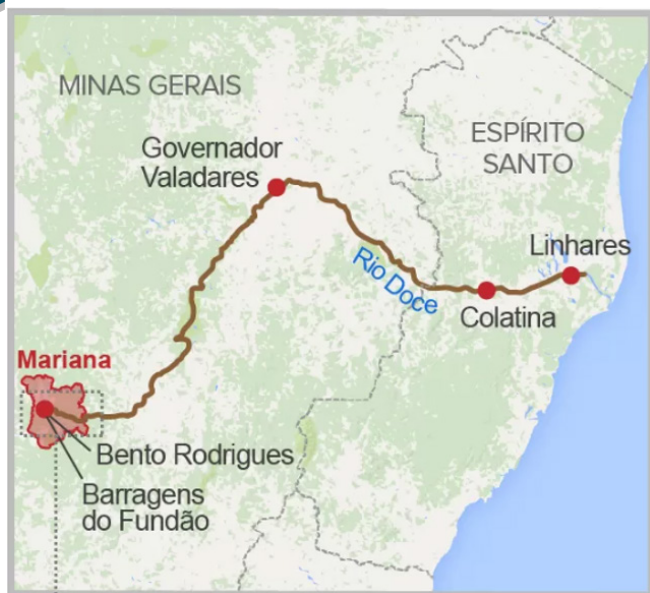 MINAS GERAIS
ESPÍRITO
SANTO
Governador
Valadares
Linhares
Rio Doce
Colatina
Mariana
Bento Rodrigues
Barragens
do Fundão